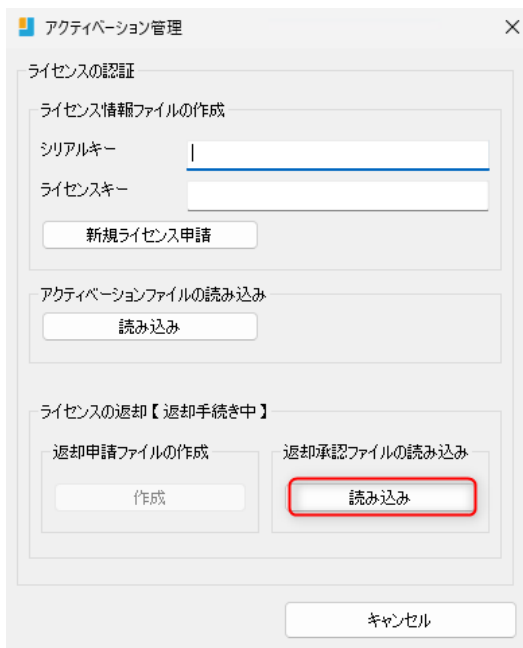 アクティベーション管理
ライセンスの認証
ライセンス情報ファイルの作成
シリアルキー
ライセンスキー
新規ライセンス申請
アクティベーションファイルの読み込み
読み込み
ライセンスの返却【返却手続き中】
返却申請ファイルの作成
返却承認ファイルの読み込み
作成
読み込み
キャンセル